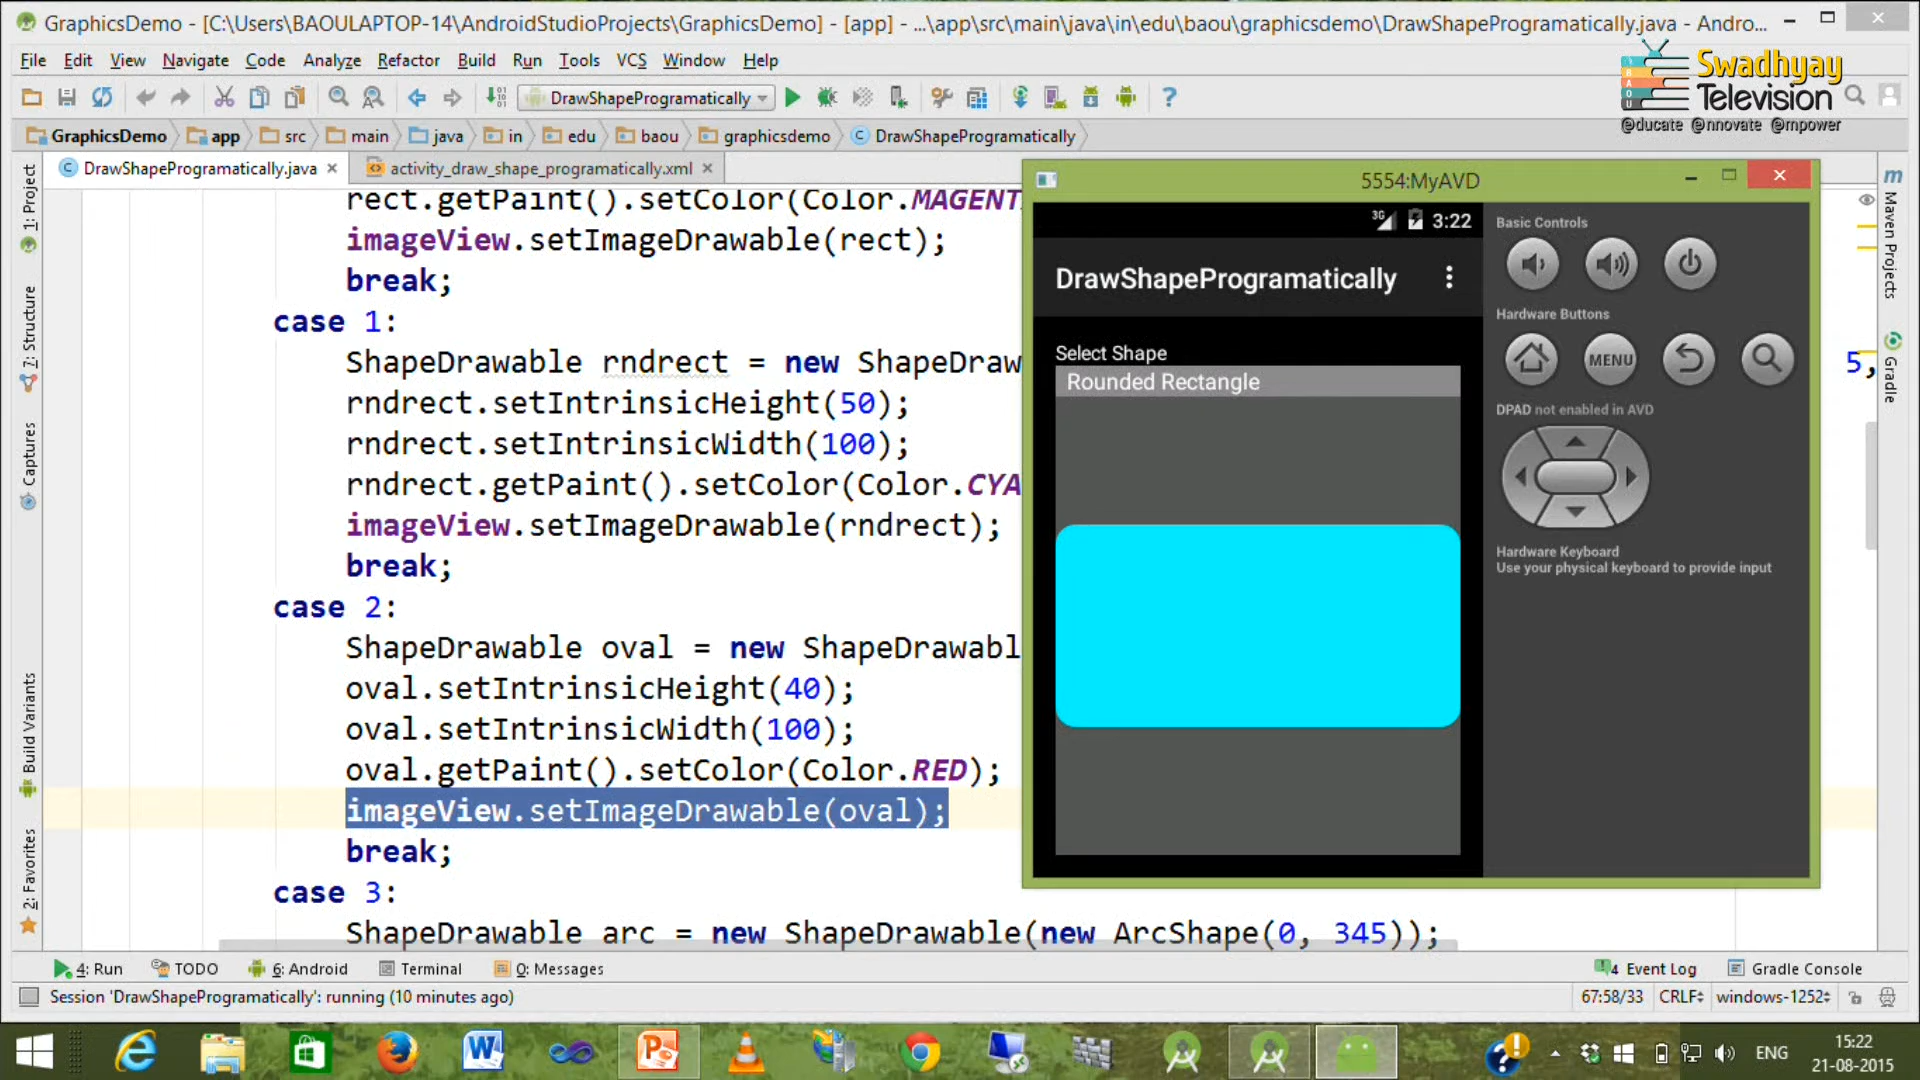 GraphicsDemo - [C:\Users\BAOULAPTOP-14\AndroidStudioProjects\GraphicsDemo] - [app] - ...\app\src\main\java\in\edu\baou\graphicsdemo\DrawShapeProgramatically.java - Andro...
File Edit View Navigate Code Analyze Refactor Build Run Tools VCS Window Help
Swadhyay
Television
@ducate @nnovate @mpower
DrawShapeProgramatically
GraphicsDemo app src main java in edu baou graphicsdemo DrawShapeProgramatically
DrawShapeProgramatically.java activity_draw_shape_programatically.xml
rect.getPaint().setColor(Color.MAGENT
imageView.setImageDrawable(rect);
break;
case 1:
ShapeDrawable rndrect = new ShapeDraw
5,
rndrect.setIntrinsicHeight(50);
rndrect.setIntrinsicWidth(100);
rndrect.getPaint().setColor(Color.CYA
imageView.setImageDrawable(rndrect);
break;
case 2:
ShapeDrawable oval = new ShapeDrawabl
oval.setIntrinsicHeight(40);
oval.setIntrinsicWidth(100);
oval.getPaint().setColor(Color.RED);
imageView.setImageDrawable(oval);
break;
case 3:
ShapeDrawable arc = new ShapeDrawable(new ArcShape(0, 345));
1: Project
7: Structure
Captures
Build Variants
2: Favorites
5554:MyAVD
3G 3:22
DrawShapeProgramatically
Select Shape
Rounded Rectangle
Basic Controls
Hardware Buttons
MENU
DPAD not enabled in AVD
Hardware Keyboard
Use your physical keyboard to provide input
m Maven Projects
Gradle
4: Run TODO 6: Android Terminal 0: Messages
4 Event Log Gradle Console
Session 'DrawShapeProgramatically': running (10 minutes ago)
67:58/33 CRLF windows-1252
ENG
15:22
21-08-2015